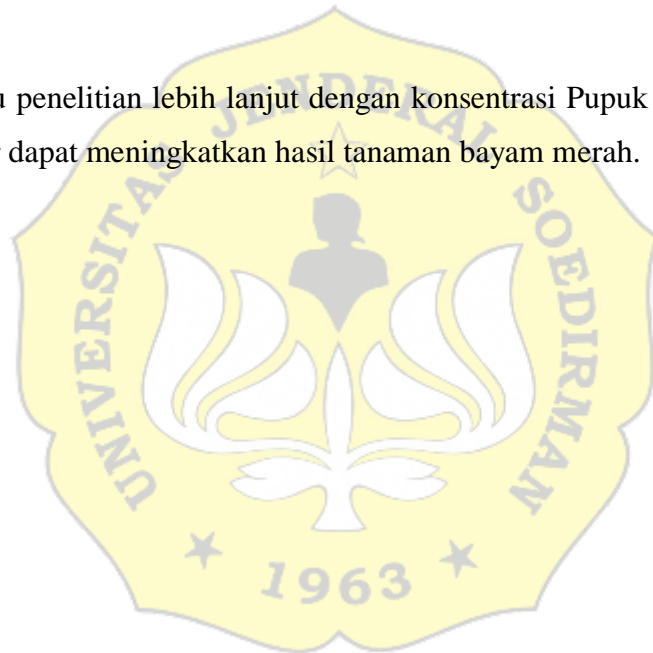 u penelitian lebih lanjut dengan konsentrasi Pupuk
dapat meningkatkan hasil tanaman bayam merah.
UNIVERSITAS JENDERAL SOEDIRMAN
1963